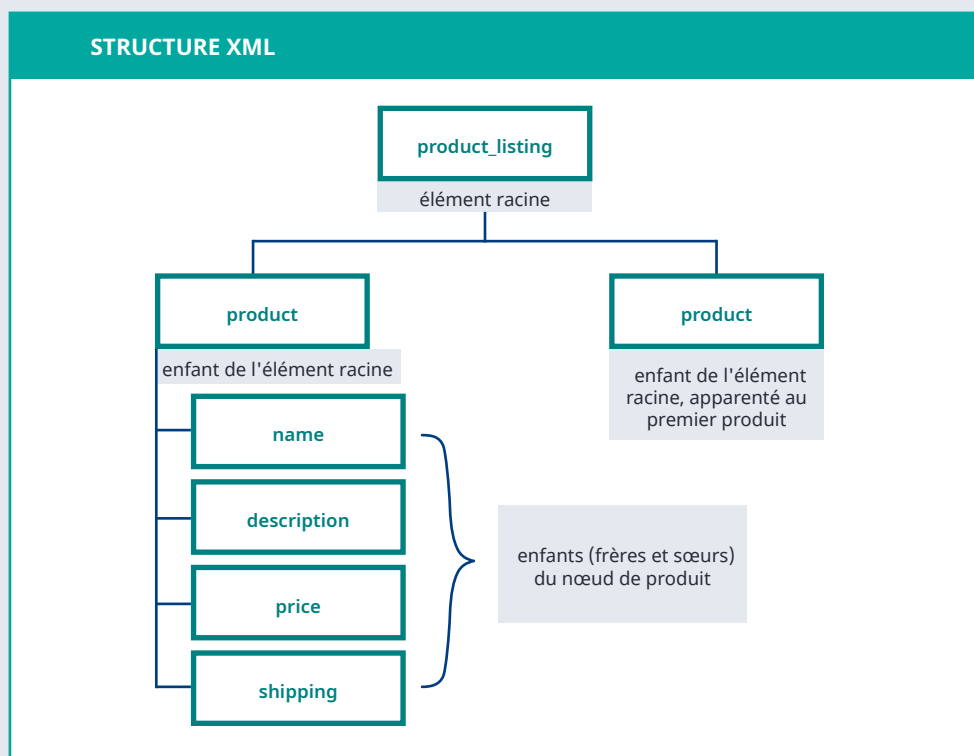 STRUCTURE XML
product_listing
élément racine
product
enfant de l'élément racine
name
description
price
shipping
enfants (frères et sœurs)
du nœud de produit
product
enfant de l'élément
racine, apparenté au
premier produit